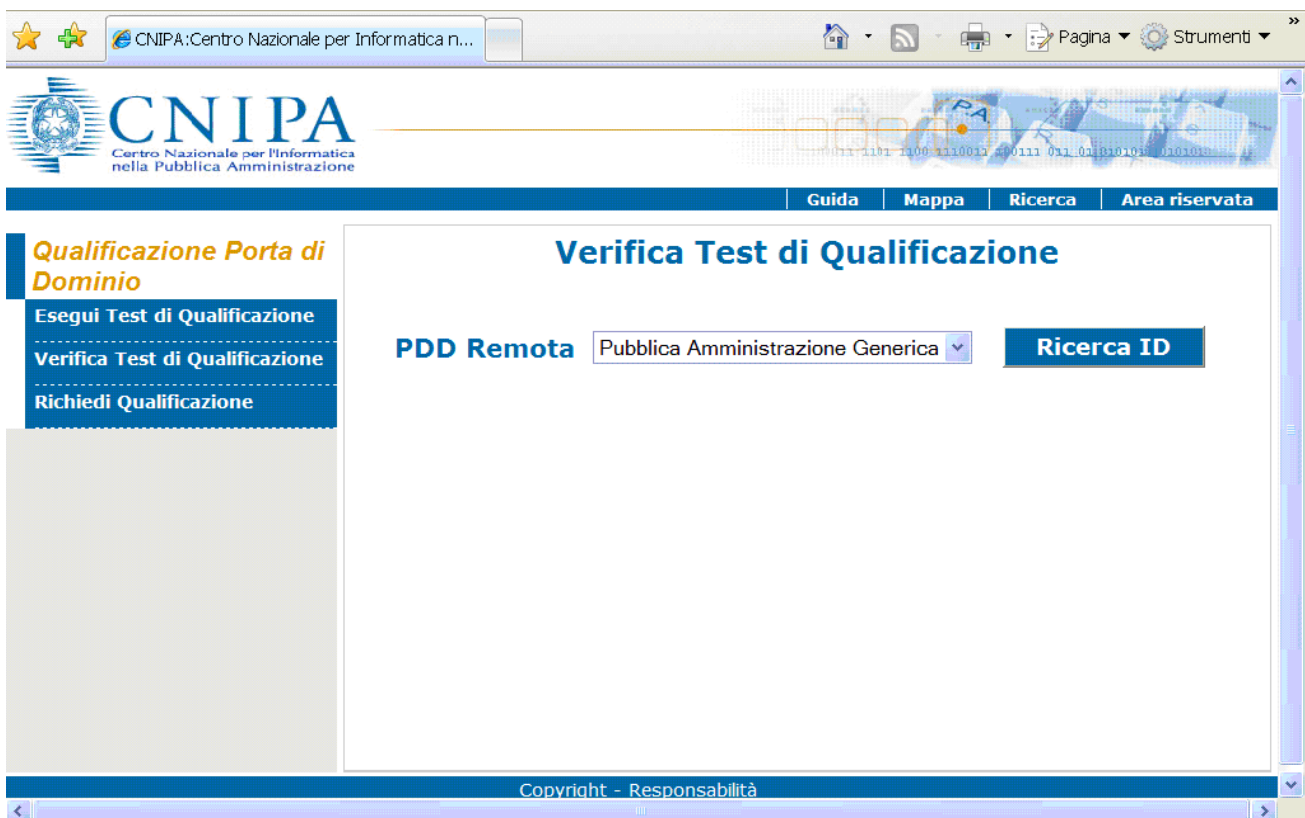 CNIPA:Centro Nazionale per Informatica n...
Pagina
Strumenti
»
CNIPA
Centro Nazionale per l'Informatica
nella Pubblica Amministrazione
P.A.
Guida
Mappa
Ricerca
Area riservata
Qualificazione Porta di
Dominio
Esegui Test di Qualificazione
Verifica Test di Qualificazione
Richiedi Qualificazione
Verifica Test di Qualificazione
PDD Remota
Pubblica Amministrazione Generica
Ricerca ID
Copyright - Responsabilità